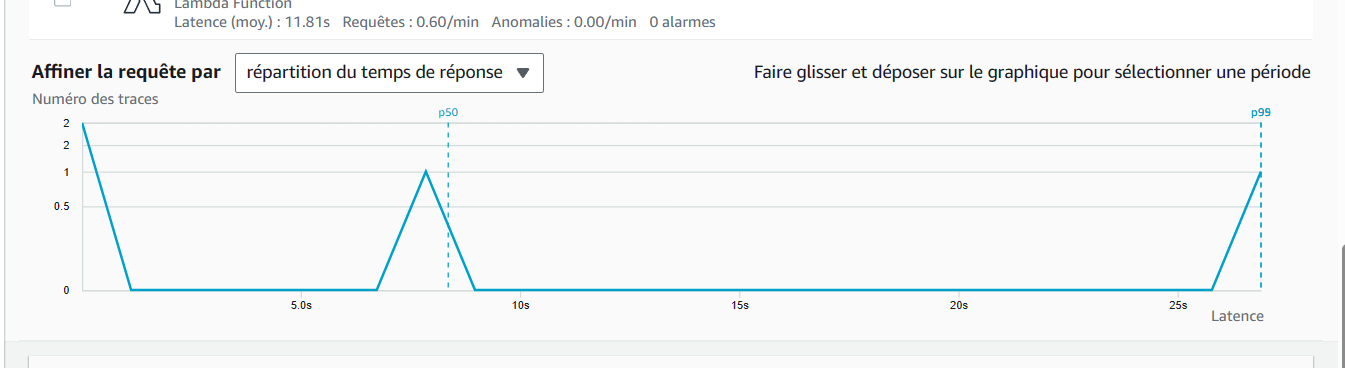 Lambda Function
Latence (moy.) : 11.81s Requêtes : 0.60/min Anomalies : 0.00/min 0 alarmes
Affiner la requête par répartition du temps de réponse Faire glisser et déposer sur le graphique pour sélectionner une période
Numéro des traces
p50 p99
2
2
1
0.5
0
5.0s 10s 15s 20s 25s
Latence